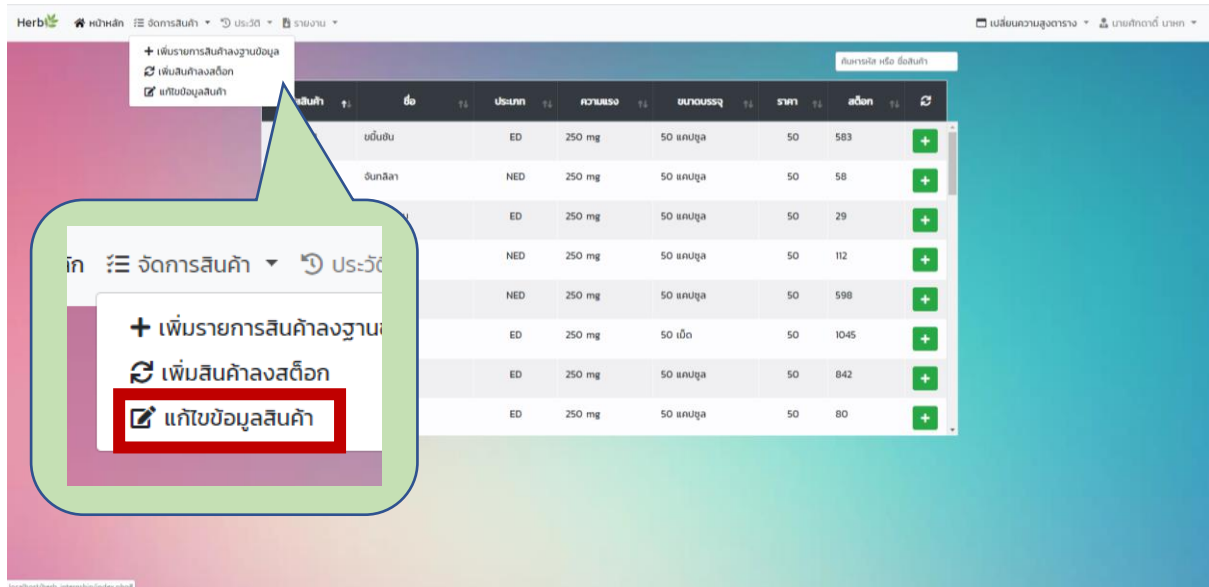 Herb หน้าหลัก จัดการสินค้า ประวัติ รายงาน เปลี่ยนความสูงตาราง นายศักดาดิ์ นาหก
เพิ่มรายการสินค้าลงฐานข้อมูล
เพิ่มสินค้าลงสต็อก
แก้ไขข้อมูลสินค้า
ค้นหารหัส หรือ ชื่อสินค้า
สินค้า ชื่อ ประเภท ความแรง ขนาดบรรจุ ราคา สต็อก
ขมิ้นชัน ED 250 mg 50 แคปซูล 50 583
จันทลีลา NED 250 mg 50 แคปซูล 50 58
ED 250 mg 50 แคปซูล 50 29
NED 250 mg 50 แคปซูล 50 112
NED 250 mg 50 แคปซูล 50 598
ED 250 mg 50 เม็ด 50 1045
ED 250 mg 50 แคปซูล 50 842
ED 250 mg 50 แคปซูล 50 80
จัดการสินค้า ประวัติ
เพิ่มรายการสินค้าลงฐาน
เพิ่มสินค้าลงสต็อก
แก้ไขข้อมูลสินค้า